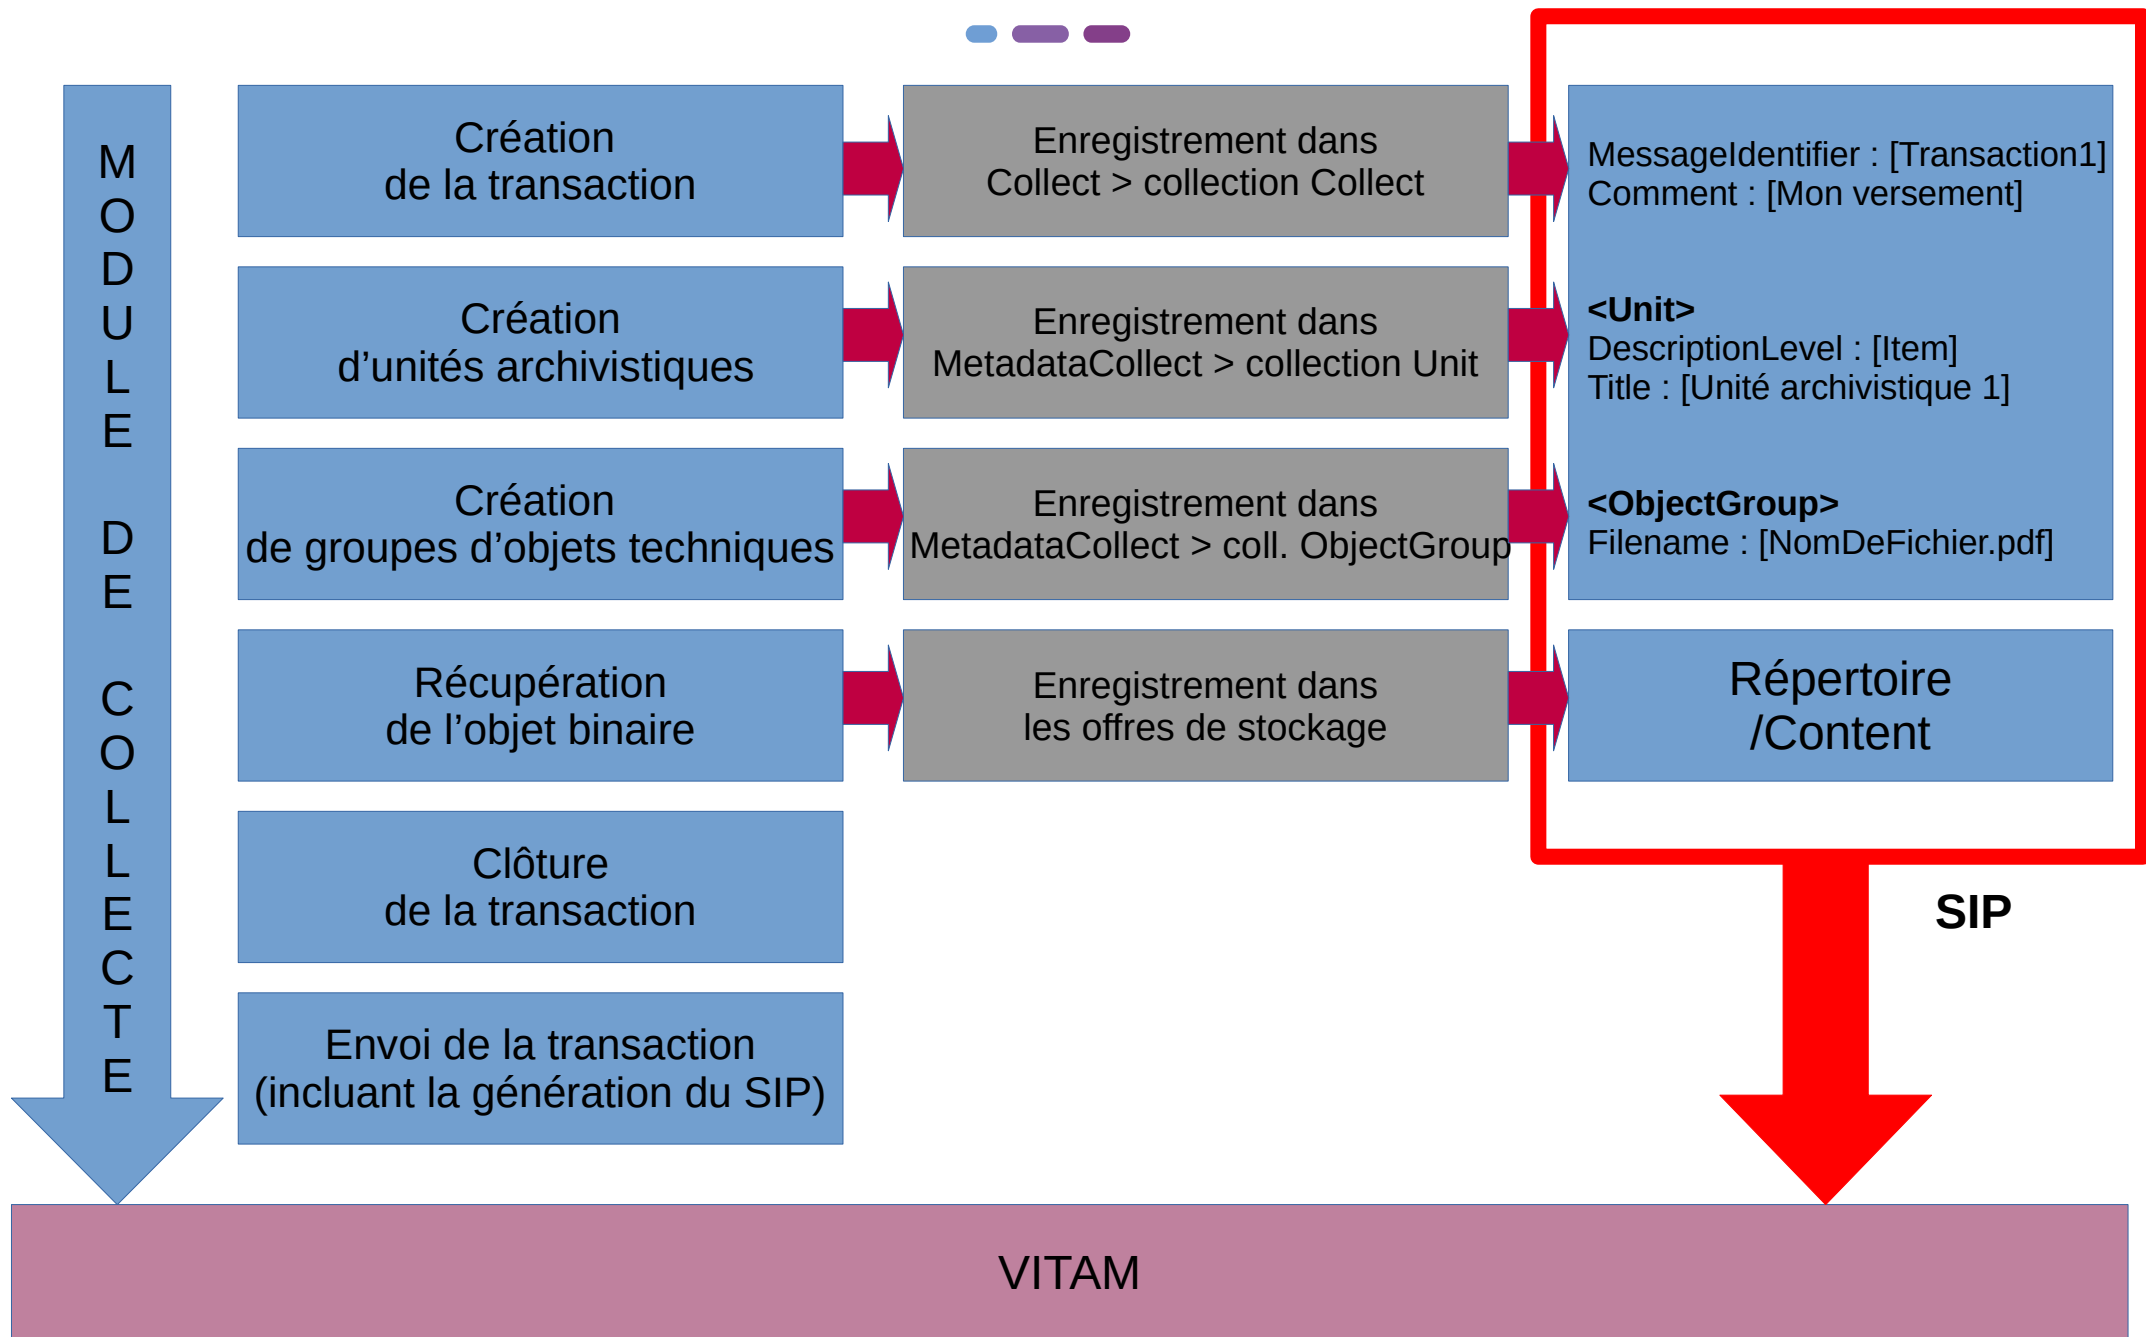 MODULE DE COLLECTE
Création
de la transaction
Enregistrement dans
Collect > collection Collect
MessageIdentifier : [Transaction1]
Comment : [Mon versement]
Création
d’unités archivistiques
Enregistrement dans
MetadataCollect > collection Unit
<Unit>
DescriptionLevel : [Item]
Title : [Unité archivistique 1]
Création
de groupes d’objets techniques
Enregistrement dans
MetadataCollect > coll. ObjectGroup
<ObjectGroup>
Filename : [NomDeFichier.pdf]
Récupération
de l’objet binaire
Enregistrement dans
les offres de stockage
Répertoire
/Content
Clôture
de la transaction
SIP
Envoi de la transaction
(incluant la génération du SIP)
VITAM